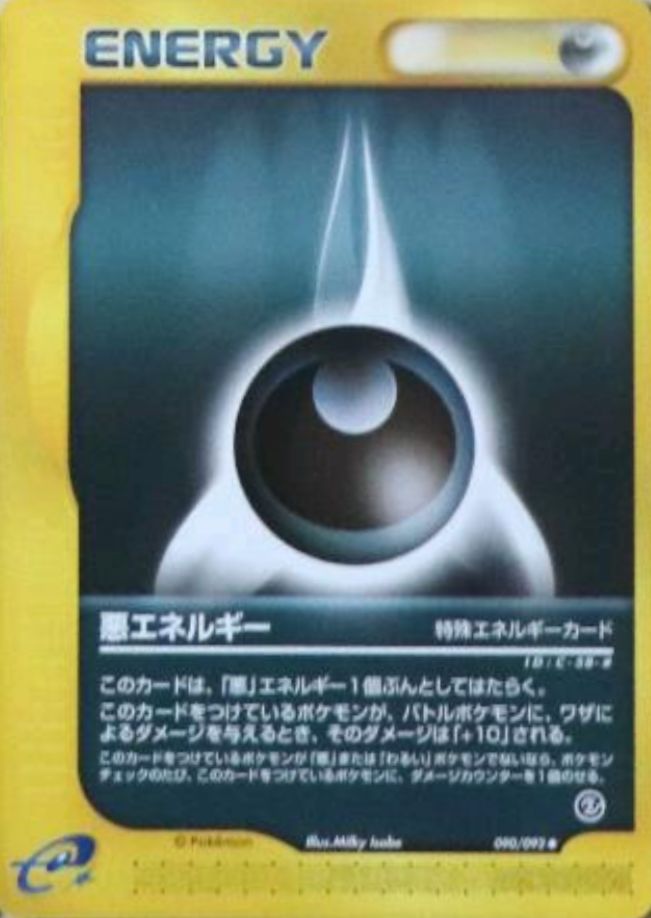 ENERGY
悪エネルギー
特殊エネルギーカード
このカードは、「悪」エネルギー1個ぶんとしてはたらく。
このカードをつけているポケモンが、バトルポケモンに、ワザに
よるダメージを与えるとき、そのダメージは「+10」される。
このカードをつけているポケモンが「悪」または「わるい」ポケモンでないなら、ポケモン
チェックのたび、このカードをつけているポケモンに、ダメージカウンターを1個のせる。
© Pokémon
Illus.Milky Isobe
090/092
e